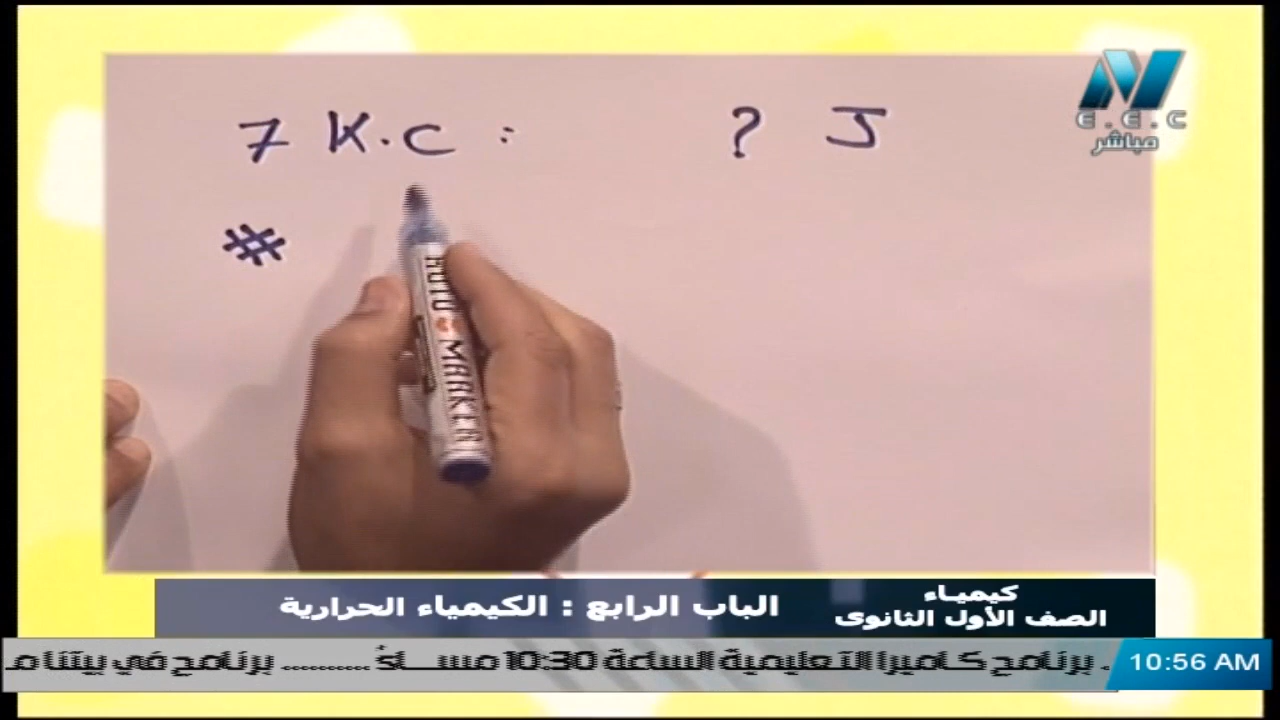 E.E.C
مباشر
7 K.C : ? J
#
MARKER
كيمياء
الصف الأول الثانوى
الباب الرابع : الكيمياء الحرارية
برنامج كاميرا التعليمية الساعة 10:30 مساءً .......... برنامج في بيتنا مـ
10:56 AM